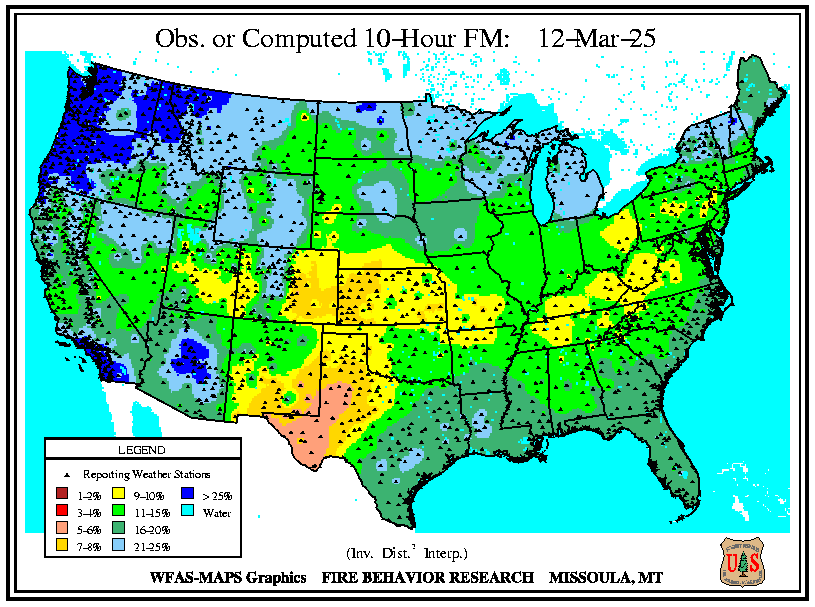 Obs. or Computed 10-Hour FM: 12-Mar-25
LEGEND
Reporting Weather Stations
1-2% 9-10% > 25%
3-4% 11-15% Water
5-6% 16-20%
7-8% 21-25%
(Inv. Dist.² Interp.)
WFAS-MAPS Graphics FIRE BEHAVIOR RESEARCH MISSOULA, MT
U S